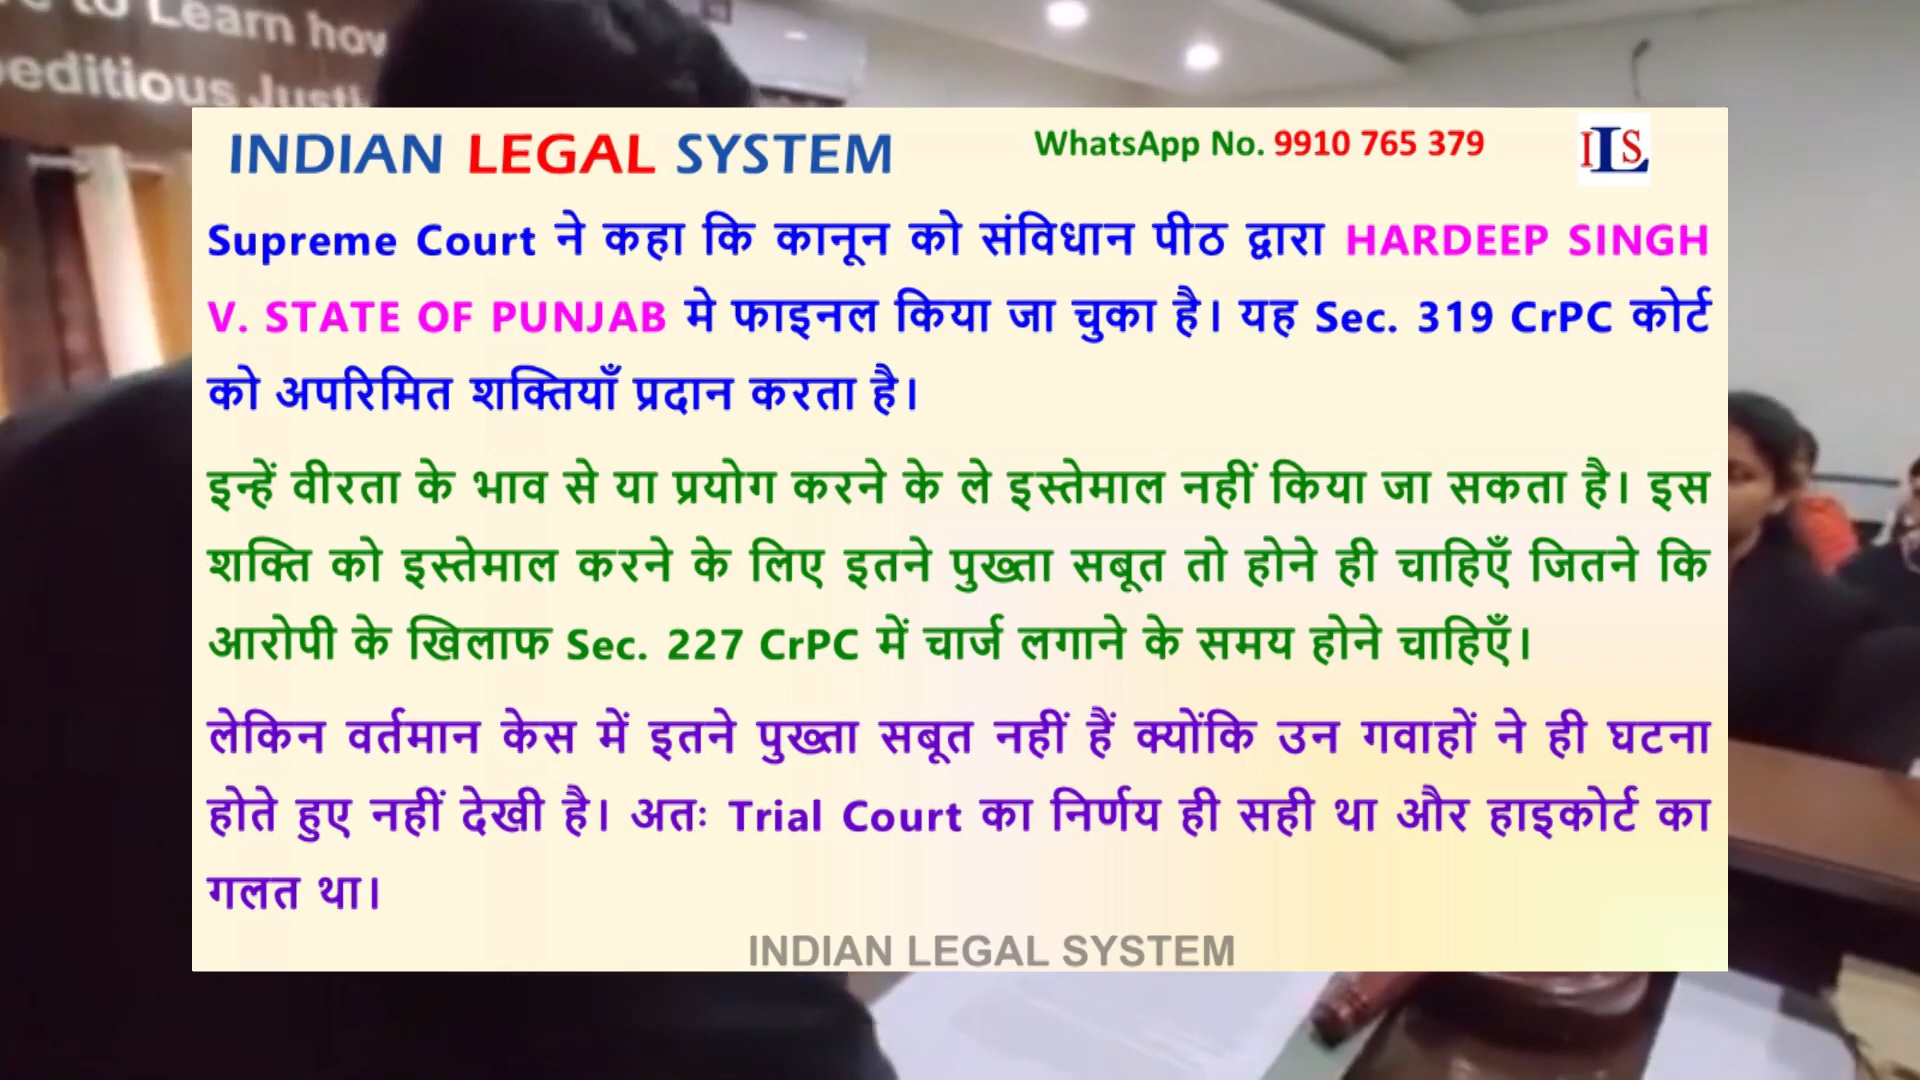 to Learn how
editious Justi
INDIAN LEGAL SYSTEM
WhatsApp No. 9910 765 379
ILS
Supreme Court ने कहा कि कानून को संविधान पीठ द्वारा HARDEEP SINGH
V. STATE OF PUNJAB मे फाइनल किया जा चुका है। यह Sec. 319 CrPC कोर्ट
को अपरिमित शक्तियाँ प्रदान करता है।
इन्हें वीरता के भाव से या प्रयोग करने के ले इस्तेमाल नहीं किया जा सकता है। इस
शक्ति को इस्तेमाल करने के लिए इतने पुख्ता सबूत तो होने ही चाहिएँ जितने कि
आरोपी के खिलाफ Sec. 227 CrPC में चार्ज लगाने के समय होने चाहिएँ।
लेकिन वर्तमान केस में इतने पुख्ता सबूत नहीं हैं क्योंकि उन गवाहों ने ही घटना
होते हुए नहीं देखी है। अतः Trial Court का निर्णय ही सही था और हाइकोर्ट का
गलत था।
INDIAN LEGAL SYSTEM